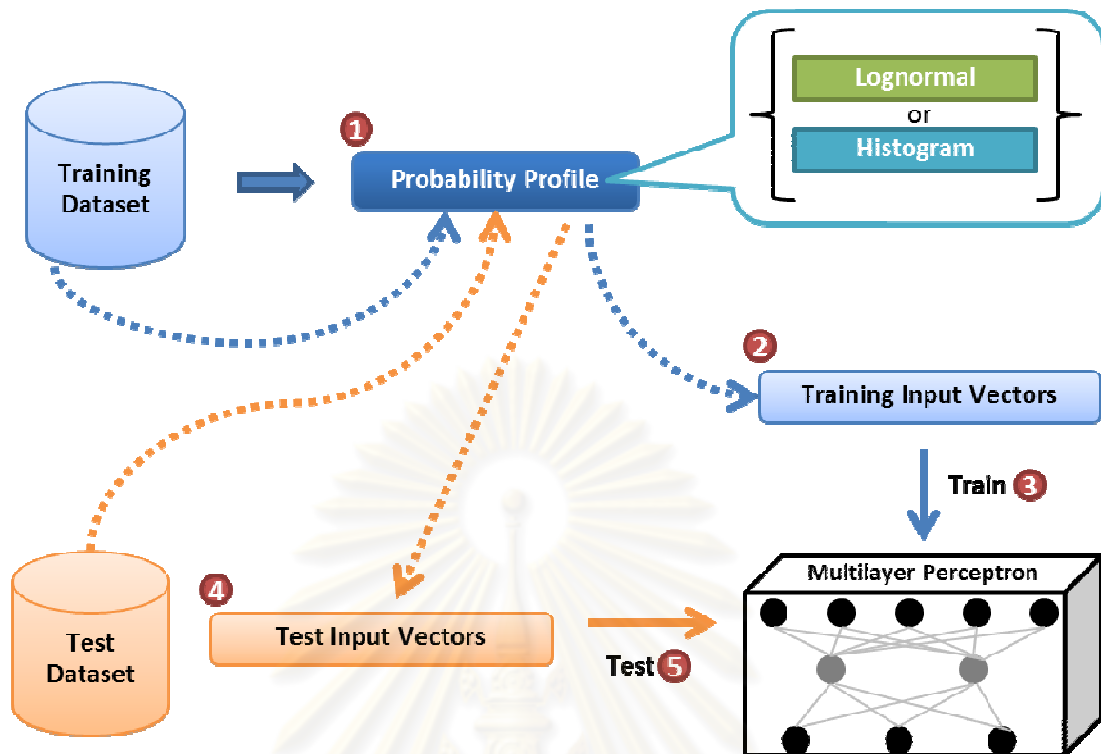 Lognormal
or
Histogram
1
Probability Profile
Training
Dataset
2
Training Input Vectors
Train 3
Multilayer Perceptron
4
Test Input Vectors
Test 5
Test
Dataset